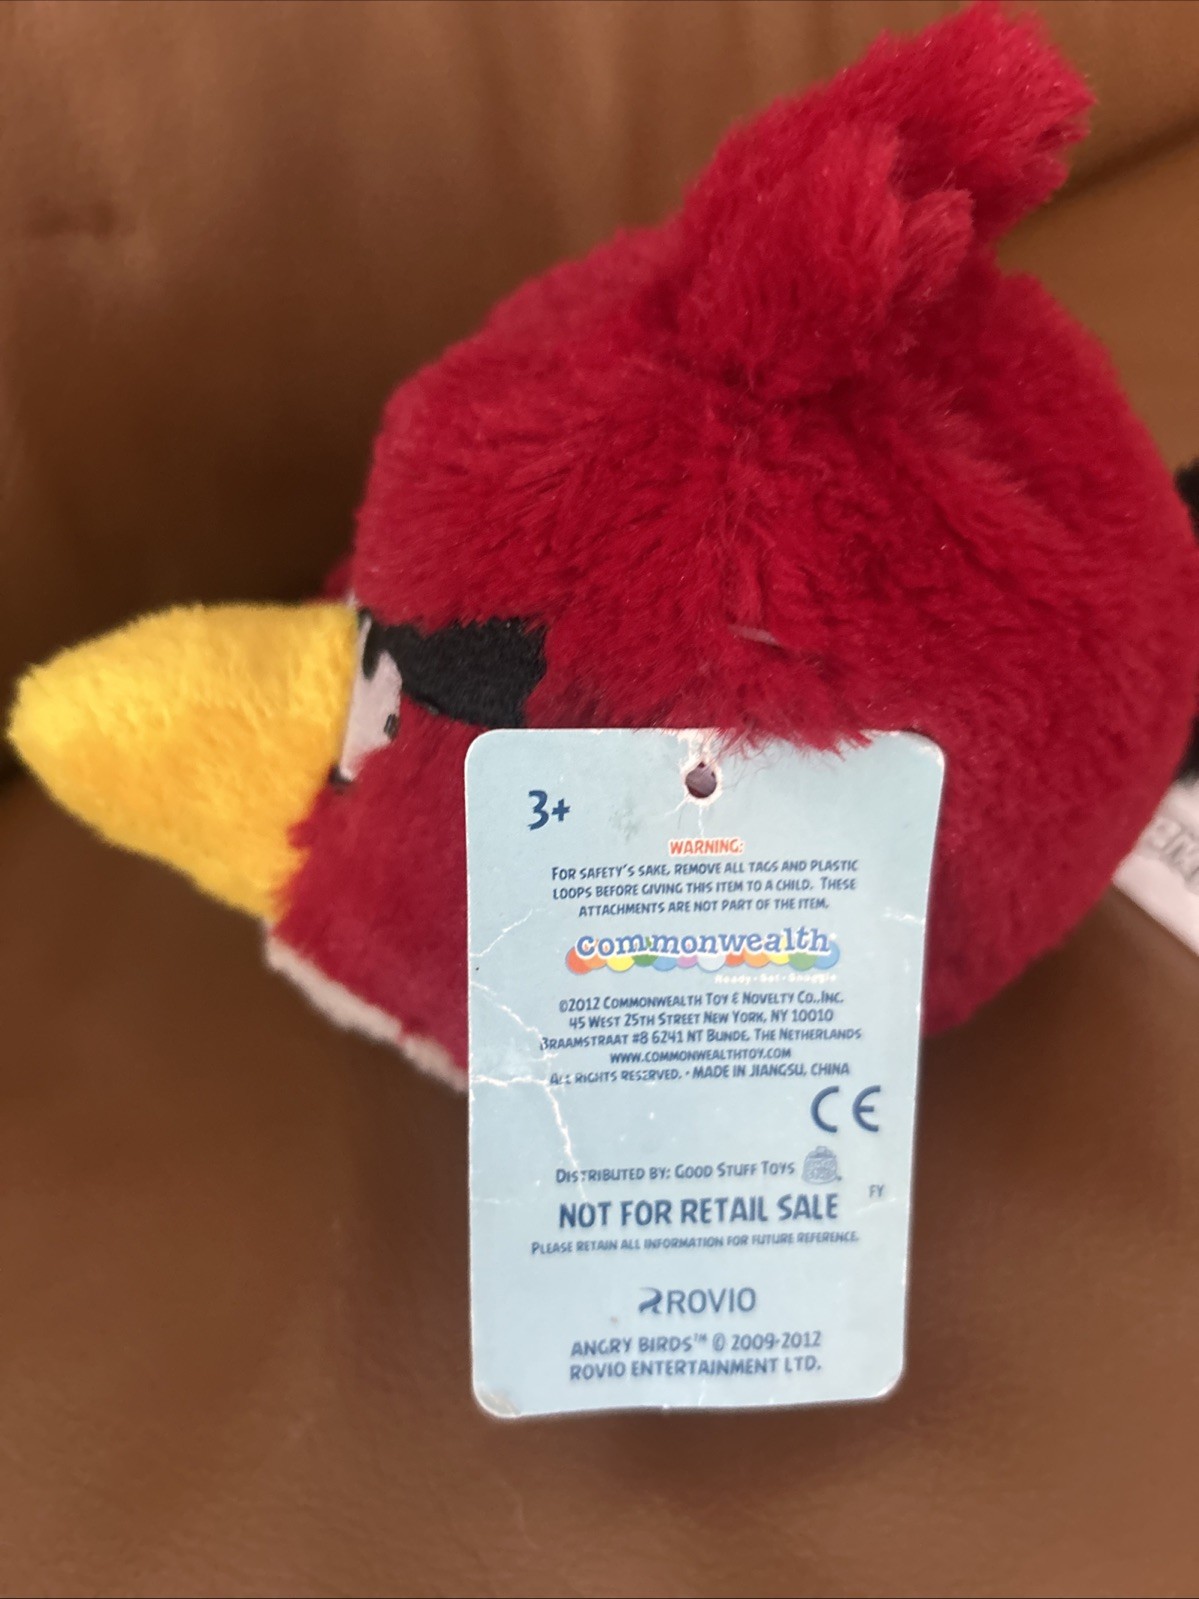 3+
WARNING:
FOR SAFETY'S SAKE, REMOVE ALL TAGS AND PLASTIC
LOOPS BEFORE GIVING THIS ITEM TO A CHILD. THESE
ATTACHMENTS ARE NOT PART OF THE ITEM.
commonwealth
Ready • Set • Snuggle
©2012 COMMONWEALTH TOY & NOVELTY CO., INC.
45 WEST 25TH STREET NEW YORK, NY 10010
BRAAMSTRAAT #8 6241 NT BUNDE, THE NETHERLANDS
WWW.COMMONWEALTHTOY.COM
ALL RIGHTS RESERVED. • MADE IN JIANGSU, CHINA
CE
DISTRIBUTED BY: GOOD STUFF TOYS
FY
NOT FOR RETAIL SALE
PLEASE RETAIN ALL INFORMATION FOR FUTURE REFERENCE.
ROVIO
ANGRY BIRDS™ © 2009-2012
ROVIO ENTERTAINMENT LTD.